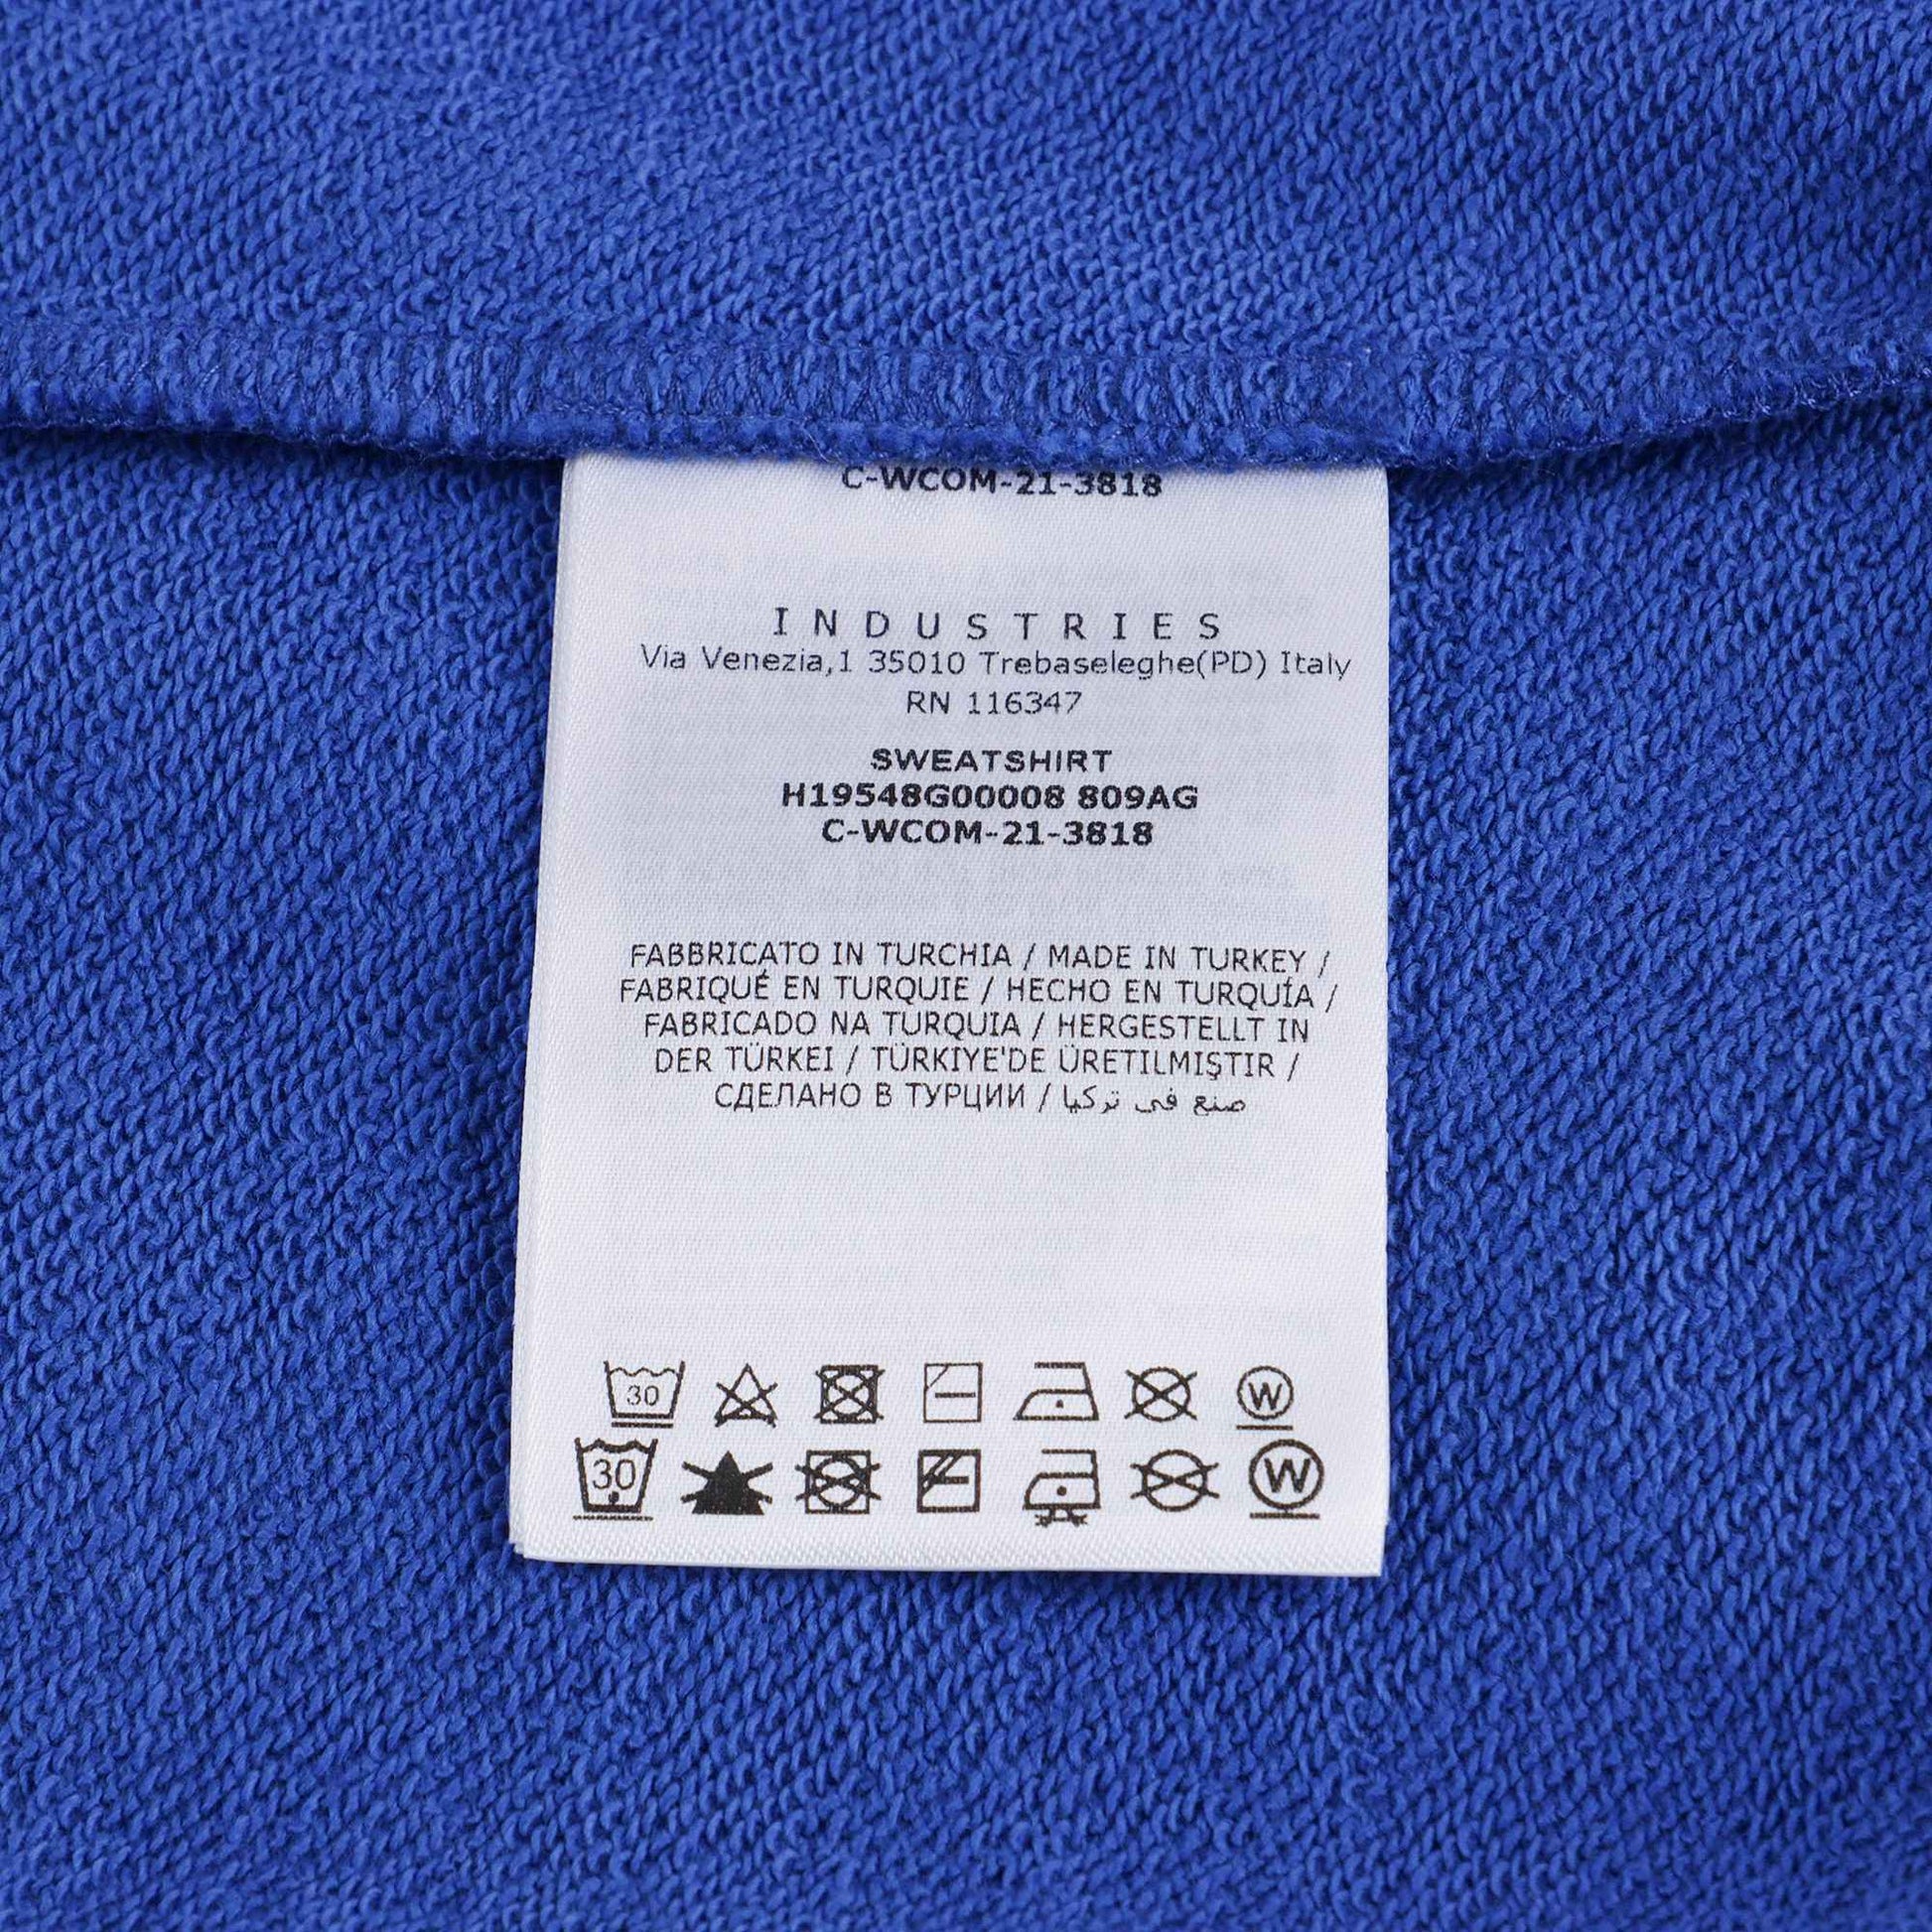 C-WCOM-21-3818
INDUSTRIES
Via Venezia,1 35010 Trebaseleghe(PD) Italy
RN 116347
SWEATSHIRT
H19548G00008 809AG
C-WCOM-21-3818
FABBRICATO IN TURCHIA / MADE IN TURKEY /
FABRIQUÉ EN TURQUIE / HECHO EN TURQUÍA /
FABRICADO NA TURQUIA / HERGESTELLT IN
DER TÜRKEI / TÜRKIYE'DE ÜRETILMIŞTIR /
СДЕЛАНО В ТУРЦИИ / صنع في تركيا
30 W
30 W